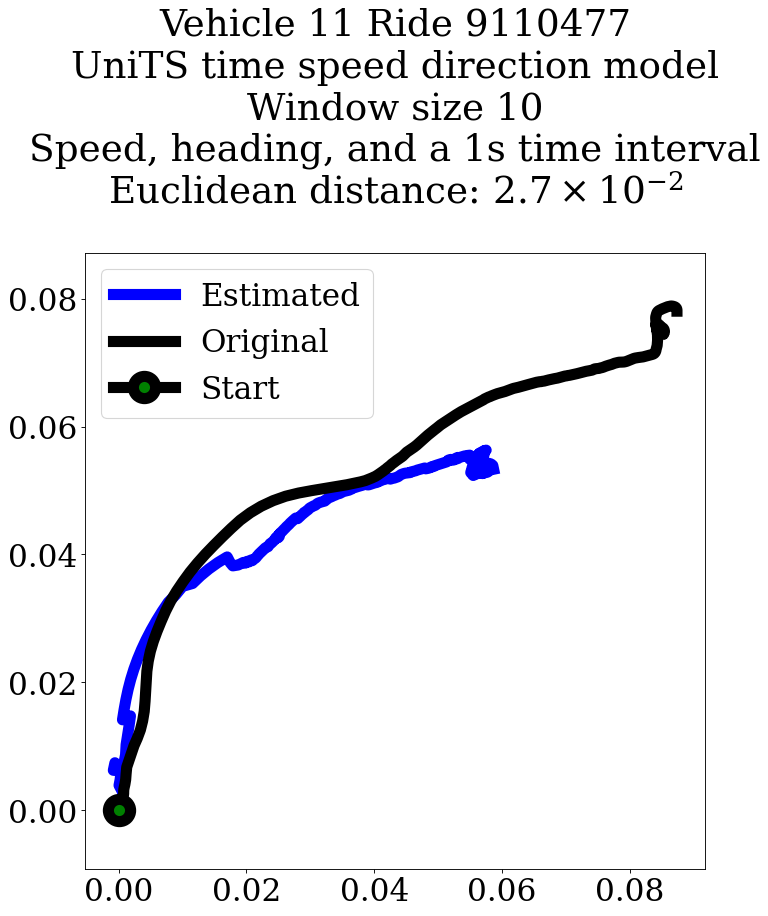 Vehicle 11 Ride 9110477
UniTS time speed direction model
Window size 10
Speed, heading, and a 1s time interval
Euclidean distance: $2.7 \times 10^{-2}$
Estimated
Original
Start
0.08
0.06
0.04
0.02
0.00
0.00 0.02 0.04 0.06 0.08